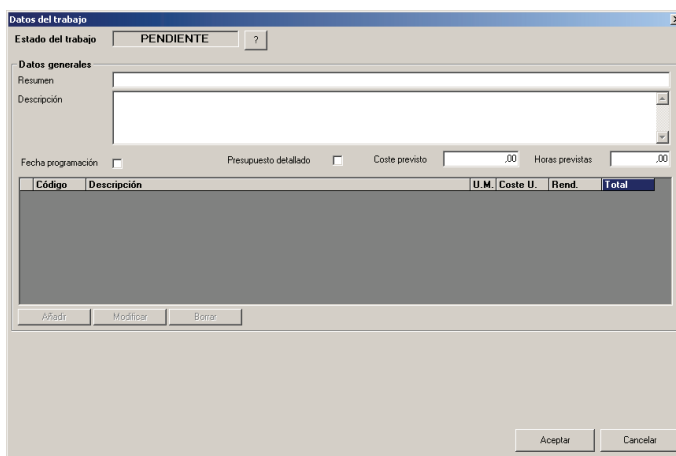 Datos del trabajo
Estado del trabajo PENDIENTE ?
Datos generales
Resumen
Descripción
Fecha programación Presupuesto detallado Coste previsto ,00 Horas previstas ,00
Código Descripción U.M. Coste U. Rend. Total
Añadir Modificar Borrar
Aceptar Cancelar